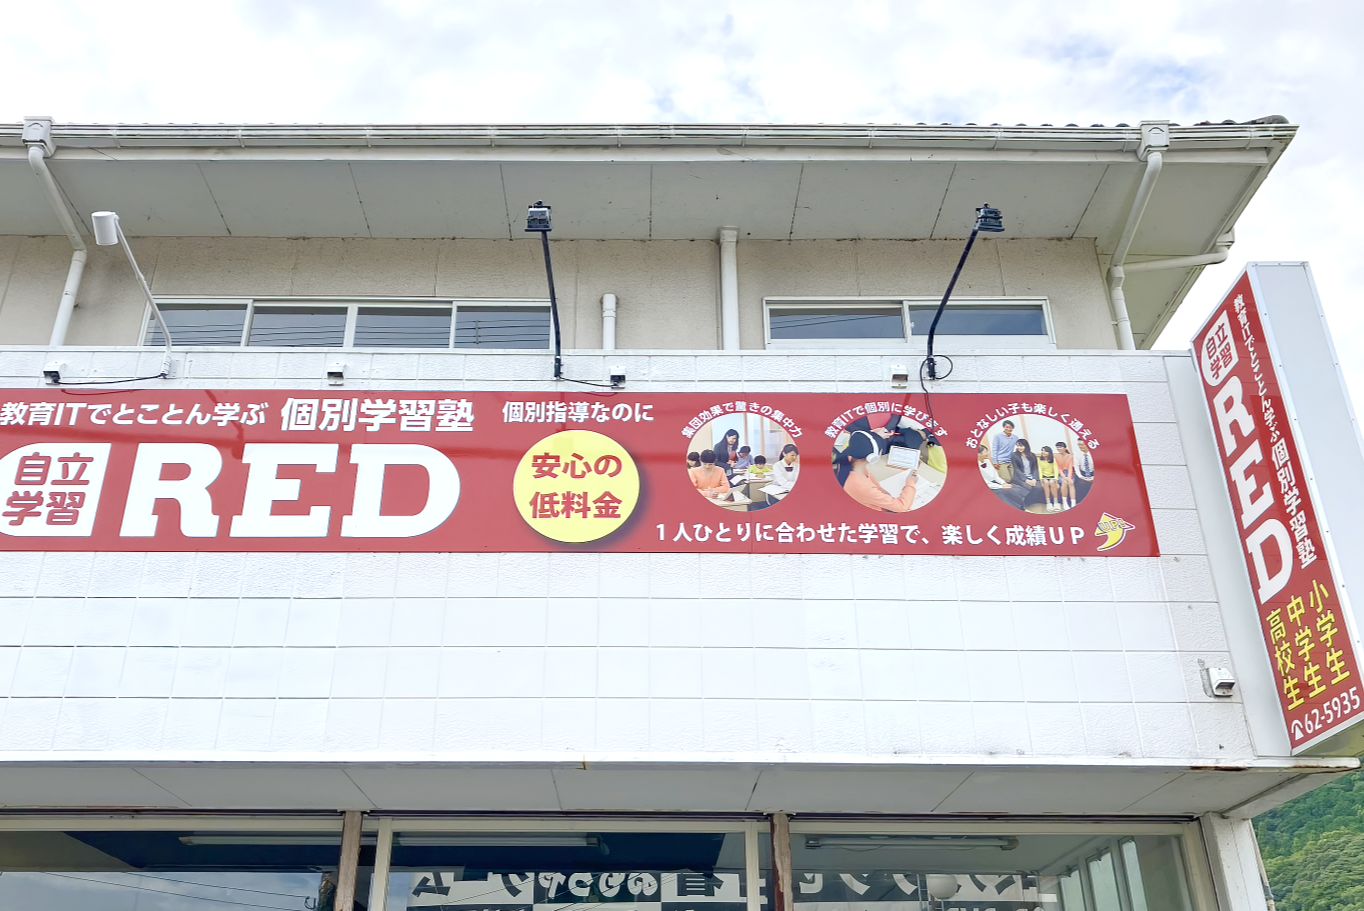 教育ITでとことん学ぶ 個別学習塾
自立
学習
RED
個別指導なのに
安心の
低料金
集団効果で驚きの集中力
教育ITで個別に学びます
おとなしい子も楽しく通える
1人ひとりに合わせた学習で、楽しく成績UP
UP
教育ITでとことん学ぶ 個別学習塾
自立
学習
RED
小学生
中学生
高校生
☎62-5935